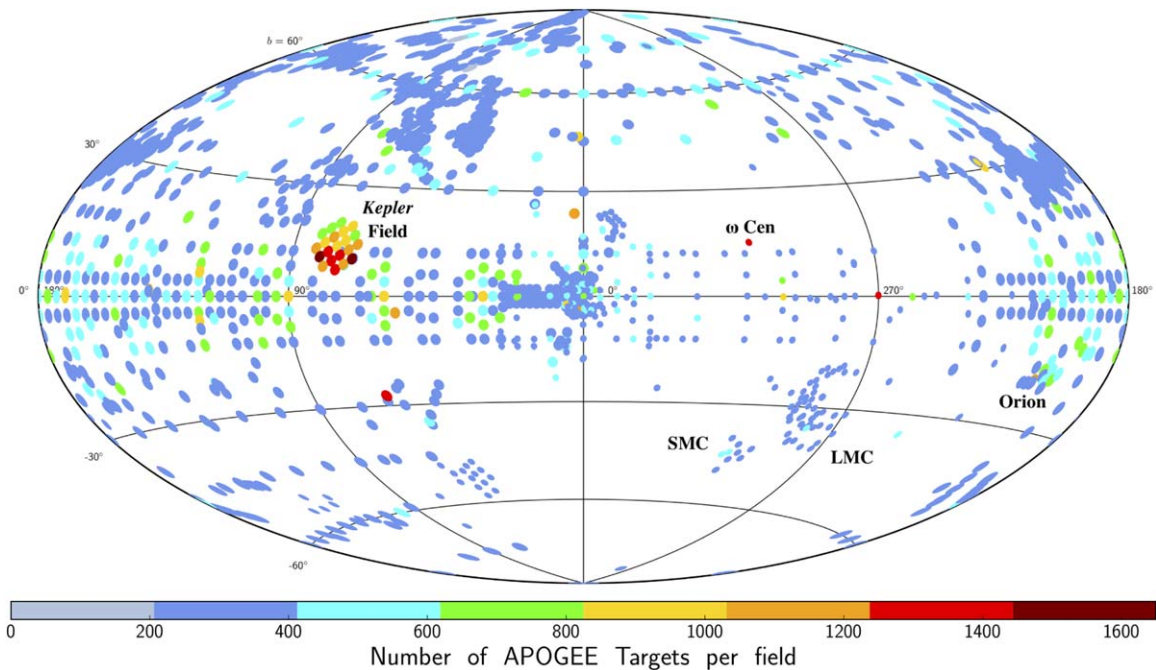 b = 60°
30°
Kepler
Field
ω Cen
0° 180° 90° 0° 270° 180°
Orion
SMC
LMC
-30°
-60°
0 200 400 600 800 1000 1200 1400 1600
Number of APOGEE Targets per field